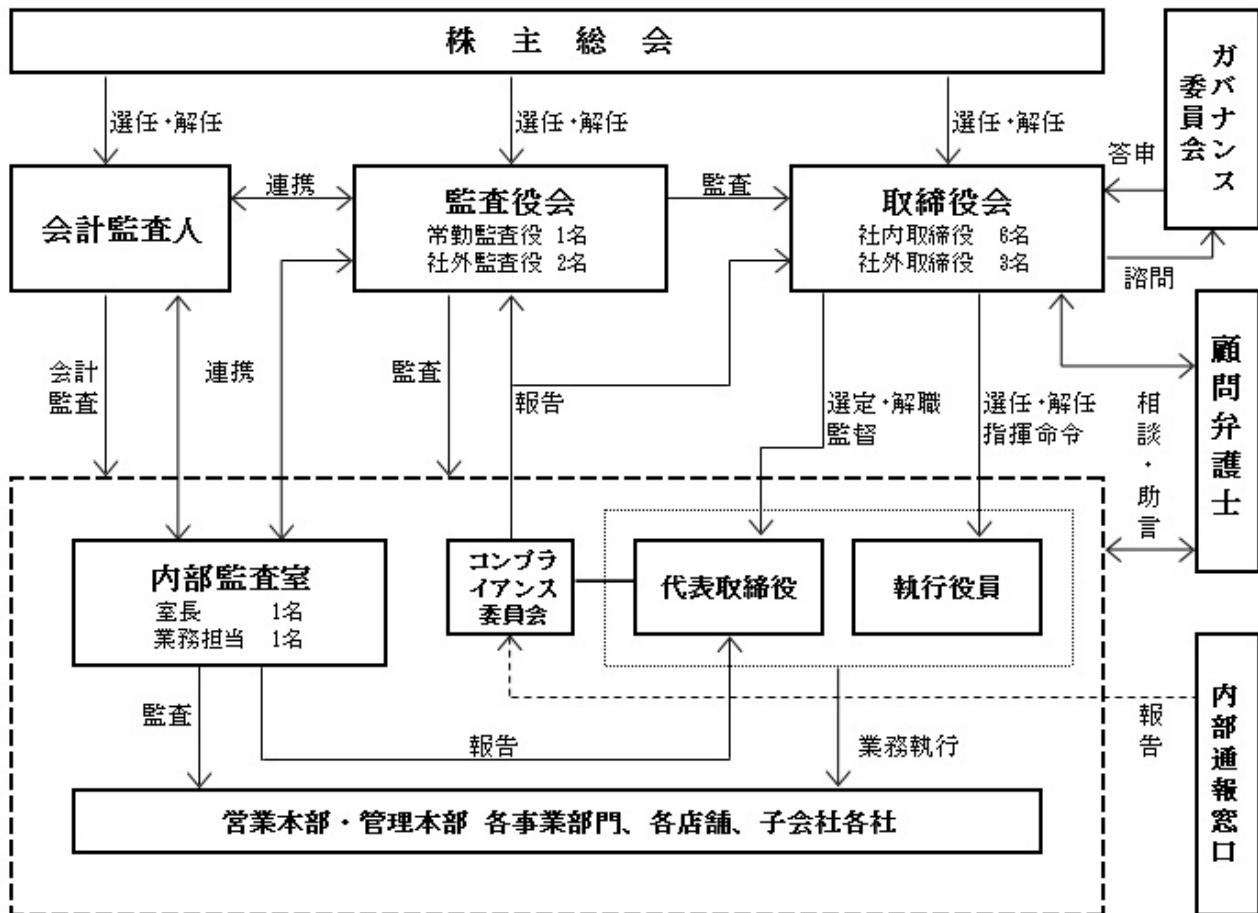 株主総会
ガバナンス
委員会
選任・解任
選任・解任
選任・解任
答申
会計監査人
連携
監査役会
常勤監査役 1名
社外監査役 2名
監査
取締役会
社内取締役 6名
社外取締役 3名
諮問
会計
監査
連携
監査
報告
選定・解職
監督
選任・解任
指揮命令
相談・助言
顧問弁護士
内部監査室
室長 1名
業務担当 1名
コンプラ
イアンス
委員会
代表取締役
執行役員
監査
報告
業務執行
報告
内部通報窓口
営業本部・管理本部 各事業部門、各店舗、子会社各社